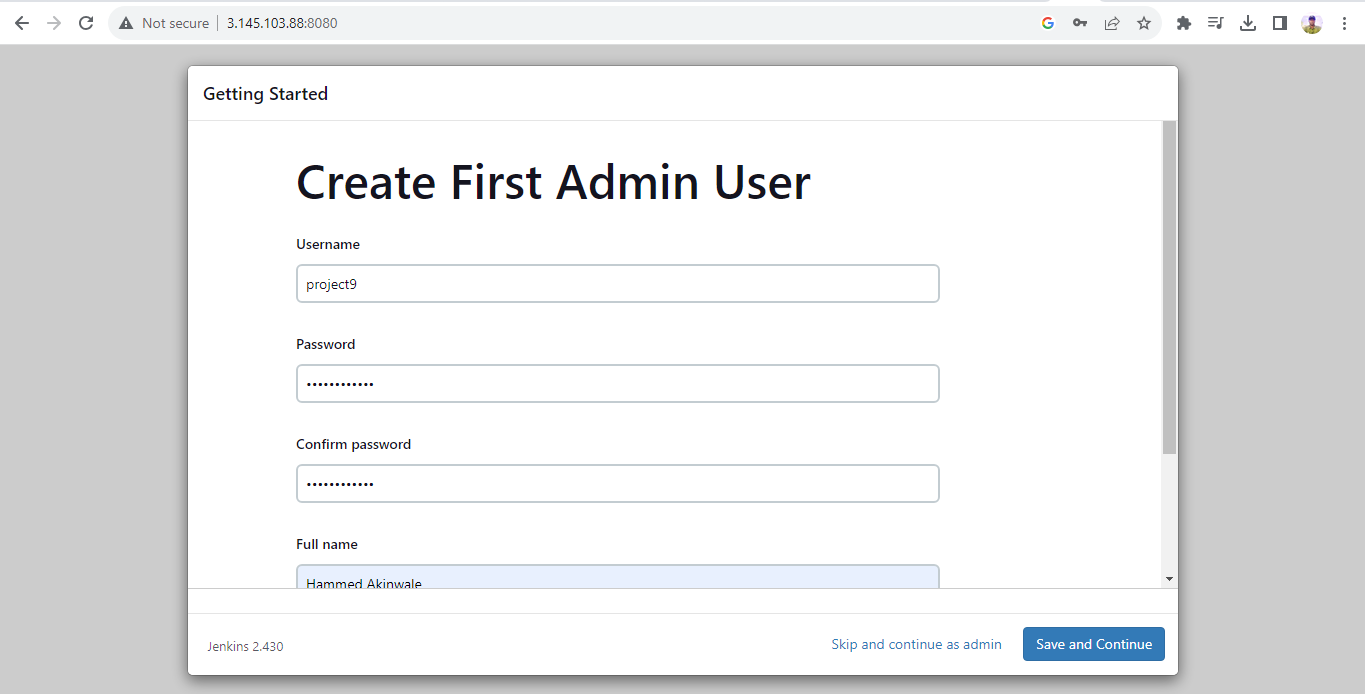 Not secure | 3.145.103.88:8080
Getting Started
Create First Admin User
Username
project9
Password
••••••••••••
Confirm password
••••••••••••
Full name
Hammed Akinwale
Jenkins 2.430
Skip and continue as admin
Save and Continue